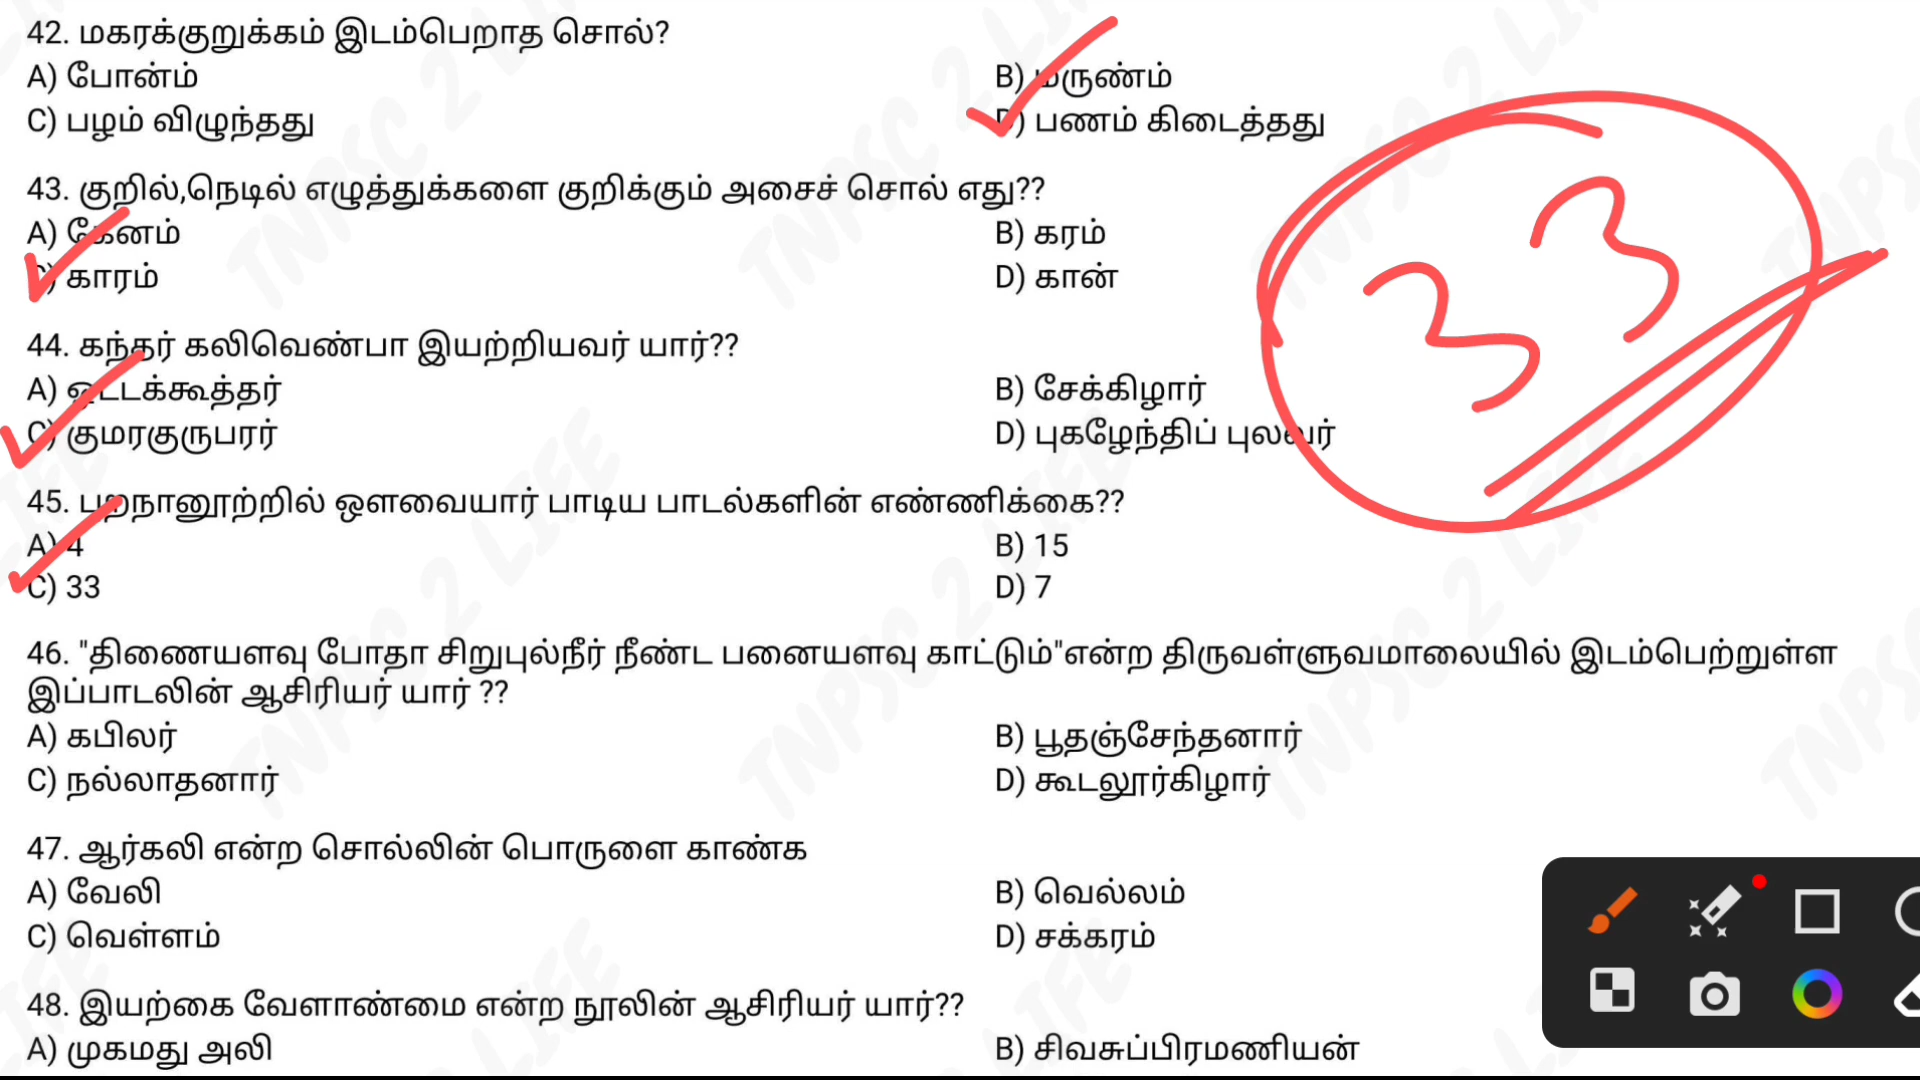 42. மகரக்குறுக்கம் இடம்பெறாத சொல்?
A) போன்ம்
B) மருண்ம்
C) பழம் விழுந்தது
D) பணம் கிடைத்தது
43. குறில்,நெடில் எழுத்துக்களை குறிக்கும் அசைச் சொல் எது??
A) கேனம்
B) கரம்
C) காரம்
D) கான்
44. கந்தர் கலிவெண்பா இயற்றியவர் யார்??
A) ஒட்டக்கூத்தர்
B) சேக்கிழார்
C) குமரகுருபரர்
D) புகழேந்திப் புலவர்
33
45. புறநானூற்றில் ஔவையார் பாடிய பாடல்களின் எண்ணிக்கை??
A) 4
B) 15
C) 33
D) 7
46. "திணையளவு போதா சிறுபுல்நீர் நீண்ட பனையளவு காட்டும்"என்ற திருவள்ளுவமாலையில் இடம்பெற்றுள்ள
இப்பாடலின் ஆசிரியர் யார் ??
A) கபிலர்
B) பூதஞ்சேந்தனார்
C) நல்லாதனார்
D) கூடலூர்கிழார்
47. ஆர்கலி என்ற சொல்லின் பொருளை காண்க
A) வேலி
B) வெல்லம்
C) வெள்ளம்
D) சக்கரம்
48. இயற்கை வேளாண்மை என்ற நூலின் ஆசிரியர் யார்??
A) முகமது அலி
B) சிவசுப்பிரமணியன்
TNPSC 2 LIFE